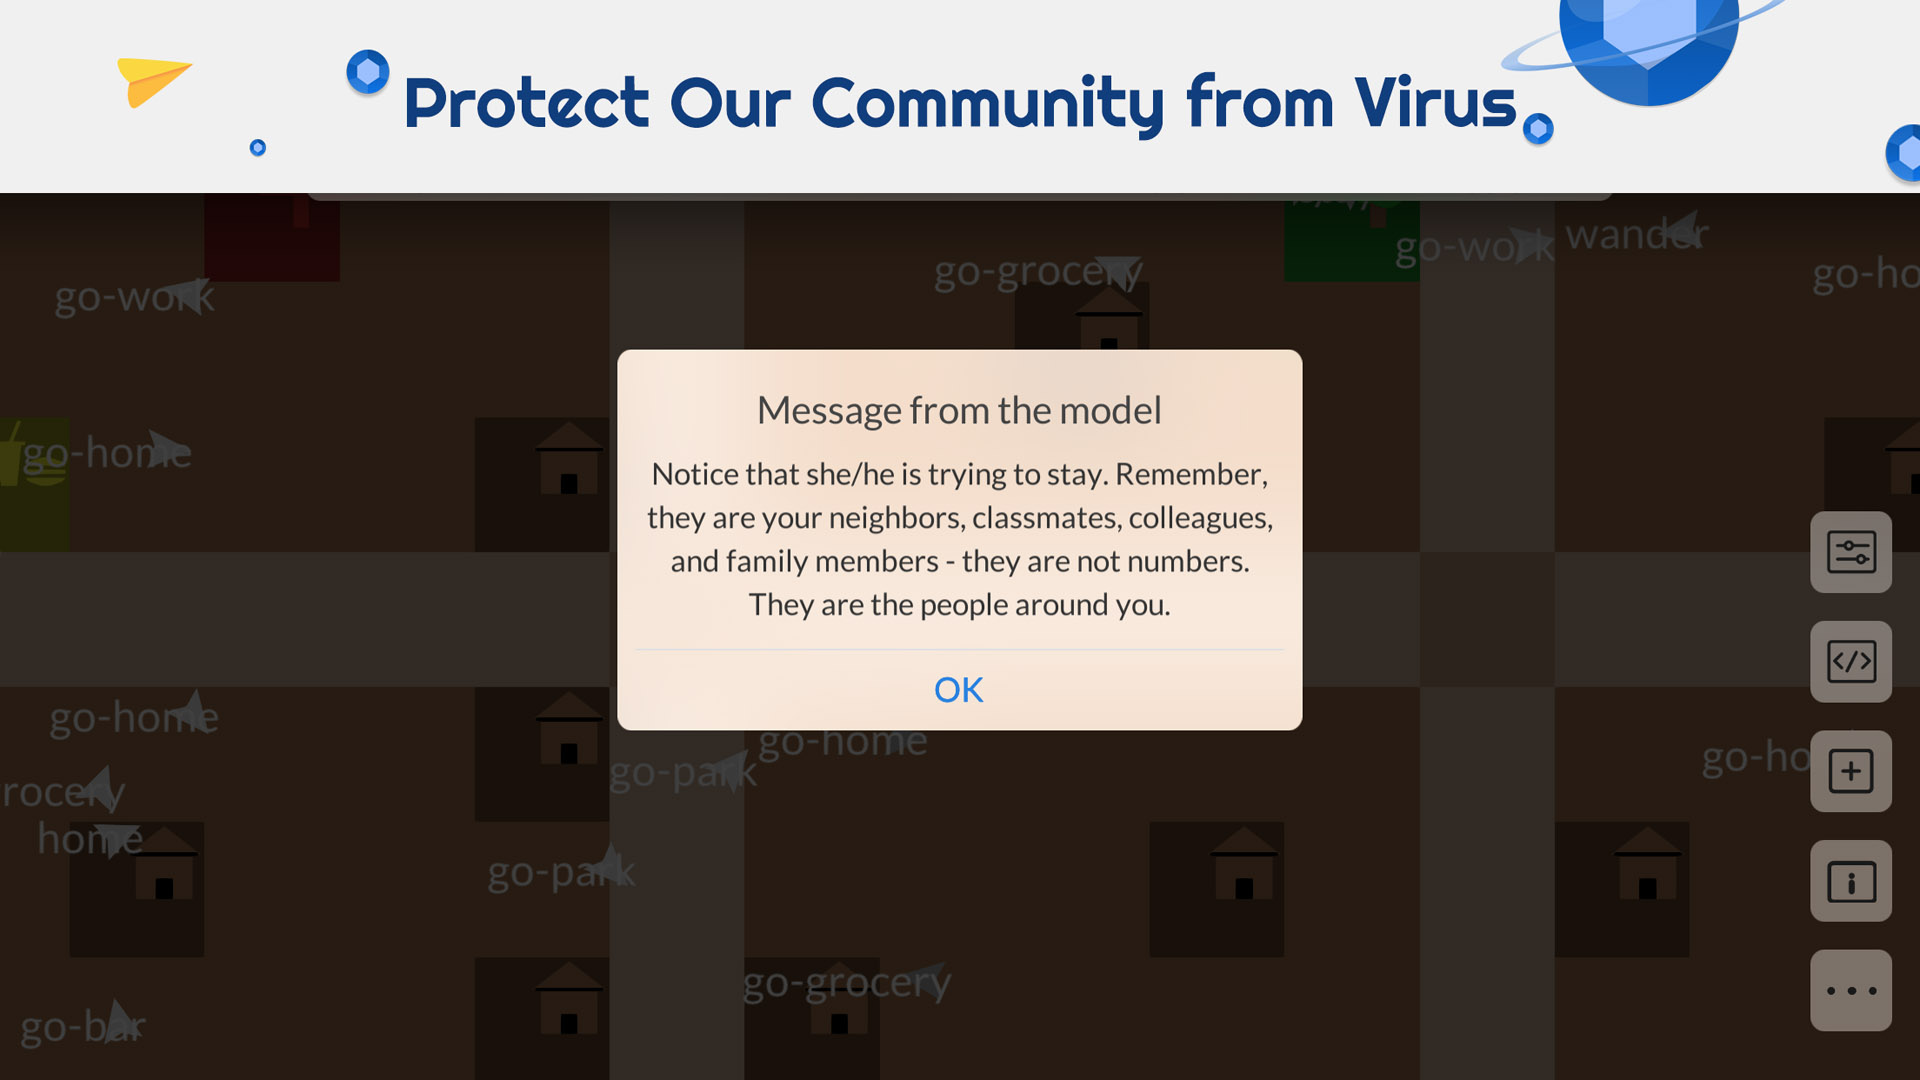 Protect Our Community from Virus
go-work
wander
go-grocery
go-work
go-home
Message from the model
Notice that she/he is trying to stay. Remember,
they are your neighbors, classmates, colleagues,
and family members - they are not numbers.
They are the people around you.
OK
go-home
go-home
go-park
go-ho
rocery
home
go-park
go-grocery
go-bar
go-ho